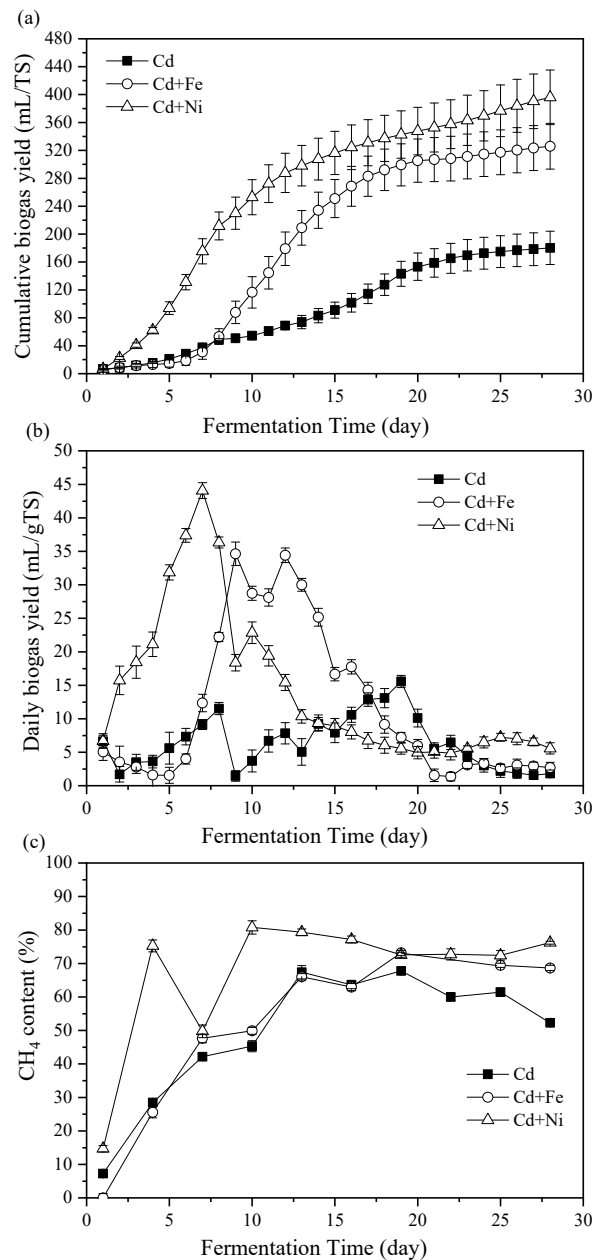 (a)
480
440
400
360
320
280
240
200
160
120
80
40
0
Cumulative biogas yield (mL/TS)
Cd
Cd+Fe
Cd+Ni
0 5 10 15 20 25 30
Fermentation Time (day)
(b)
50
45
40
35
30
25
20
15
10
5
0
Daily biogas yield (mL/gTS)
Cd
Cd+Fe
Cd+Ni
0 5 10 15 20 25 30
Fermentation Time (day)
(c)
100
90
80
70
60
50
40
30
20
10
0
CH4 content (%)
Cd
Cd+Fe
Cd+Ni
0 5 10 15 20 25 30
Fermentation Time (day)